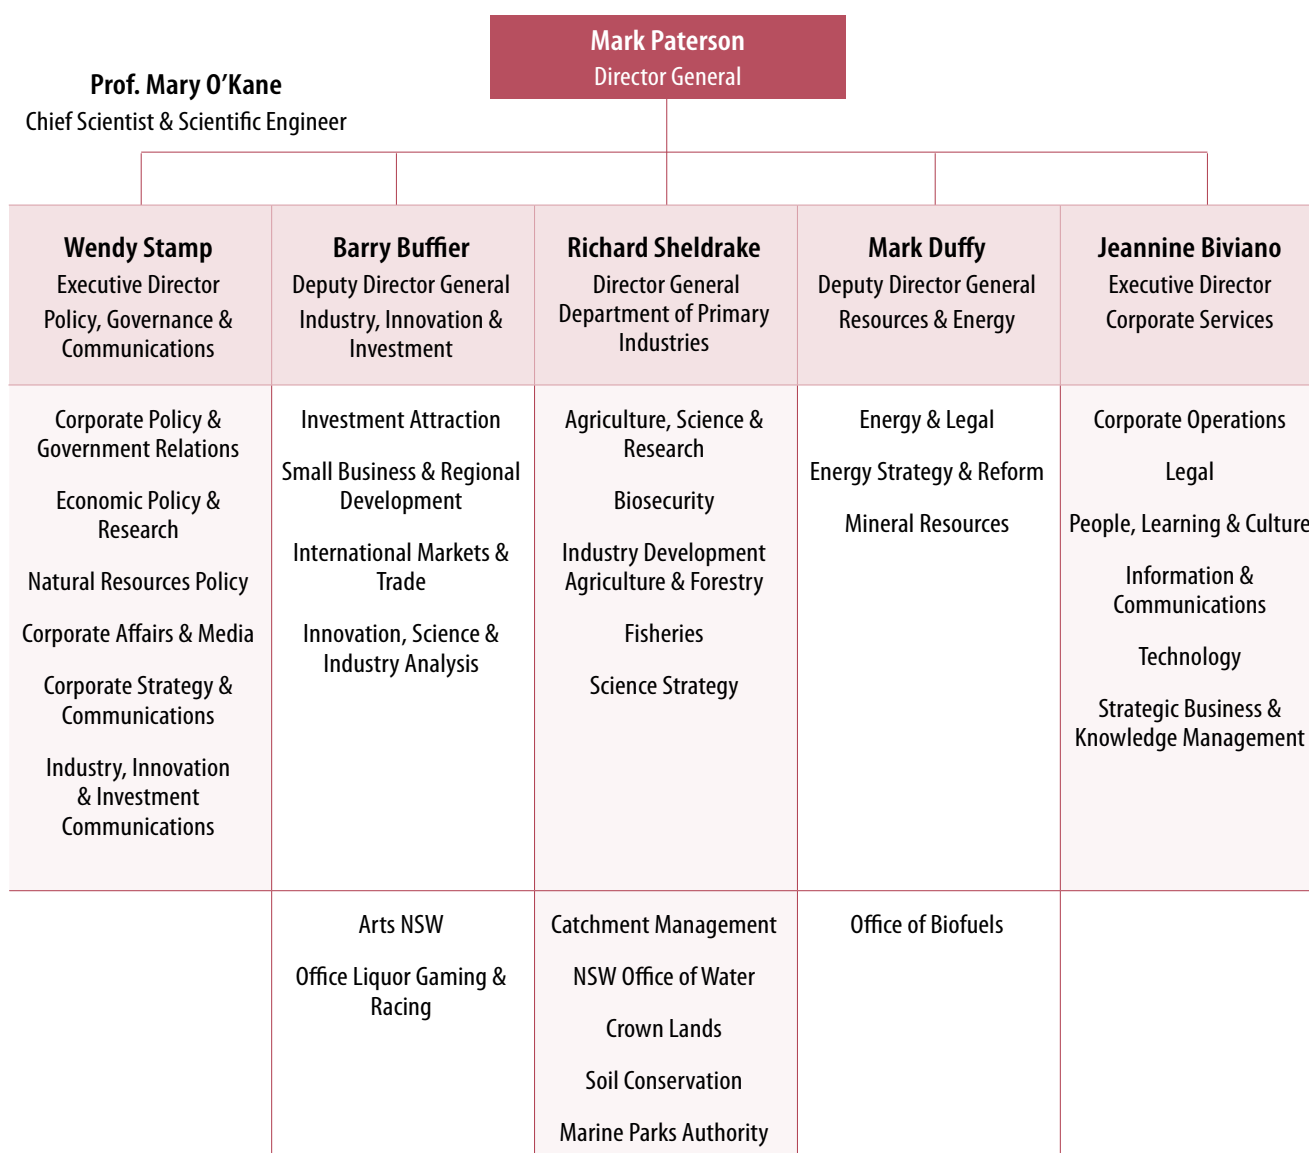 Mark Paterson
Director General
Prof. Mary O’Kane
Chief Scientist & Scientific Engineer
Wendy Stamp
Executive Director
Policy, Governance &
Communications
Barry Buffier
Deputy Director General
Industry, Innovation &
Investment
Richard Sheldrake
Director General
Department of Primary
Industries
Mark Duffy
Deputy Director General
Resources & Energy
Jeannine Biviano
Executive Director
Corporate Services
Corporate Policy &
Government Relations
Economic Policy &
Research
Natural Resources Policy
Corporate Affairs & Media
Corporate Strategy &
Communications
Industry, Innovation
& Investment
Communications
Investment Attraction
Small Business & Regional
Development
International Markets &
Trade
Innovation, Science &
Industry Analysis
Agriculture, Science &
Research
Biosecurity
Industry Development
Agriculture & Forestry
Fisheries
Science Strategy
Energy & Legal
Energy Strategy & Reform
Mineral Resources
Corporate Operations
Legal
People, Learning & Culture
Information &
Communications
Technology
Strategic Business &
Knowledge Management
Arts NSW
Office Liquor Gaming &
Racing
Catchment Management
NSW Office of Water
Crown Lands
Soil Conservation
Marine Parks Authority
Office of Biofuels